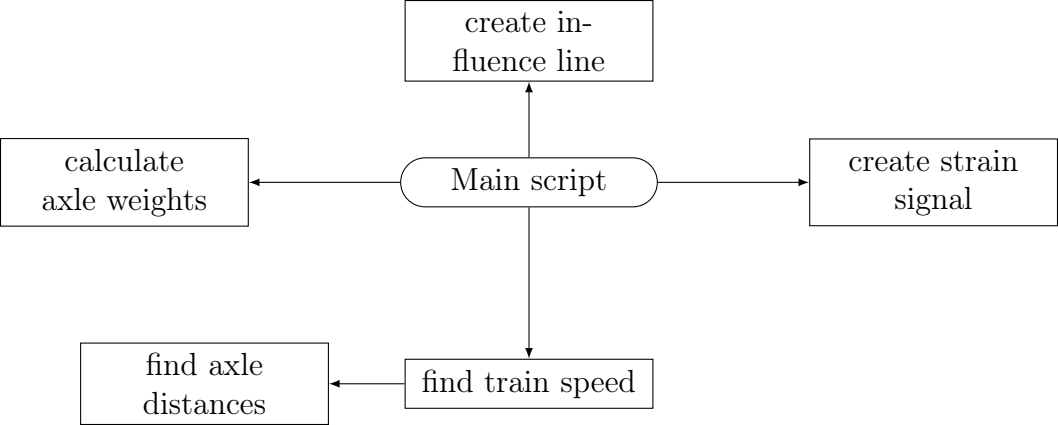 create in-
fluence line
calculate
axle weights
Main script
create strain
signal
find axle
distances
find train speed